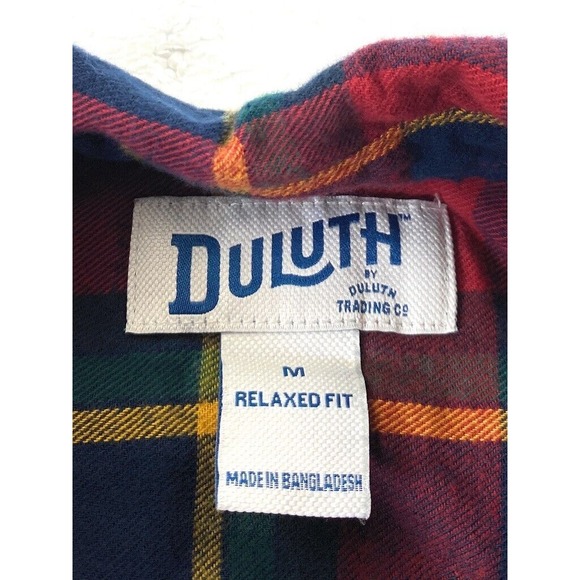 DULUTH™
BY
DULUTH
TRADING Cº
M
RELAXED FIT
MADE IN BANGLADESH